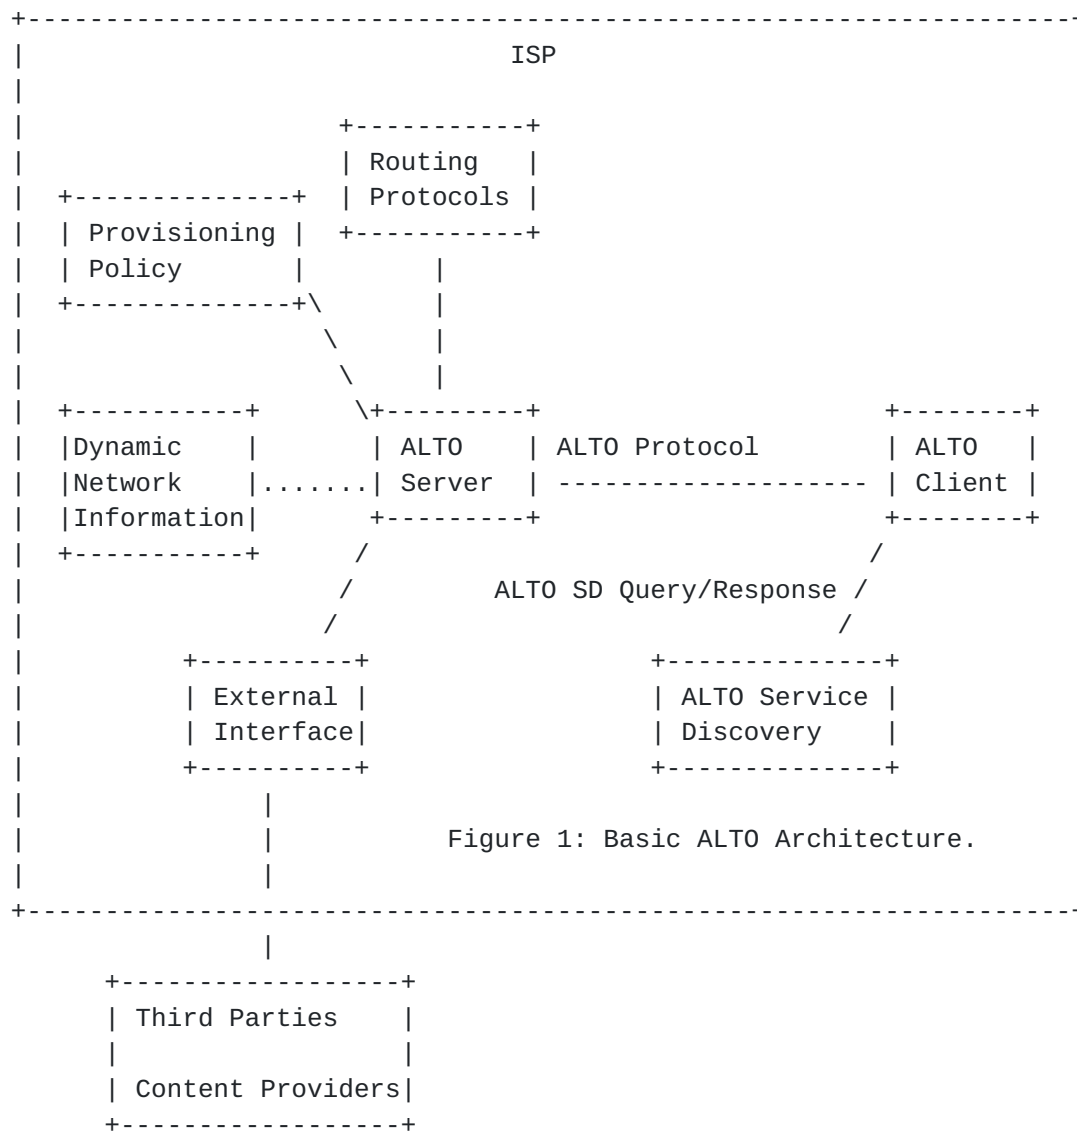 ISP
Routing
Protocols
Provisioning
Policy
Dynamic
Network
Information
ALTO
Server
ALTO Protocol
ALTO
Client
ALTO SD Query/Response
External
Interface
ALTO Service
Discovery
Figure 1: Basic ALTO Architecture.
Third Parties
Content Providers